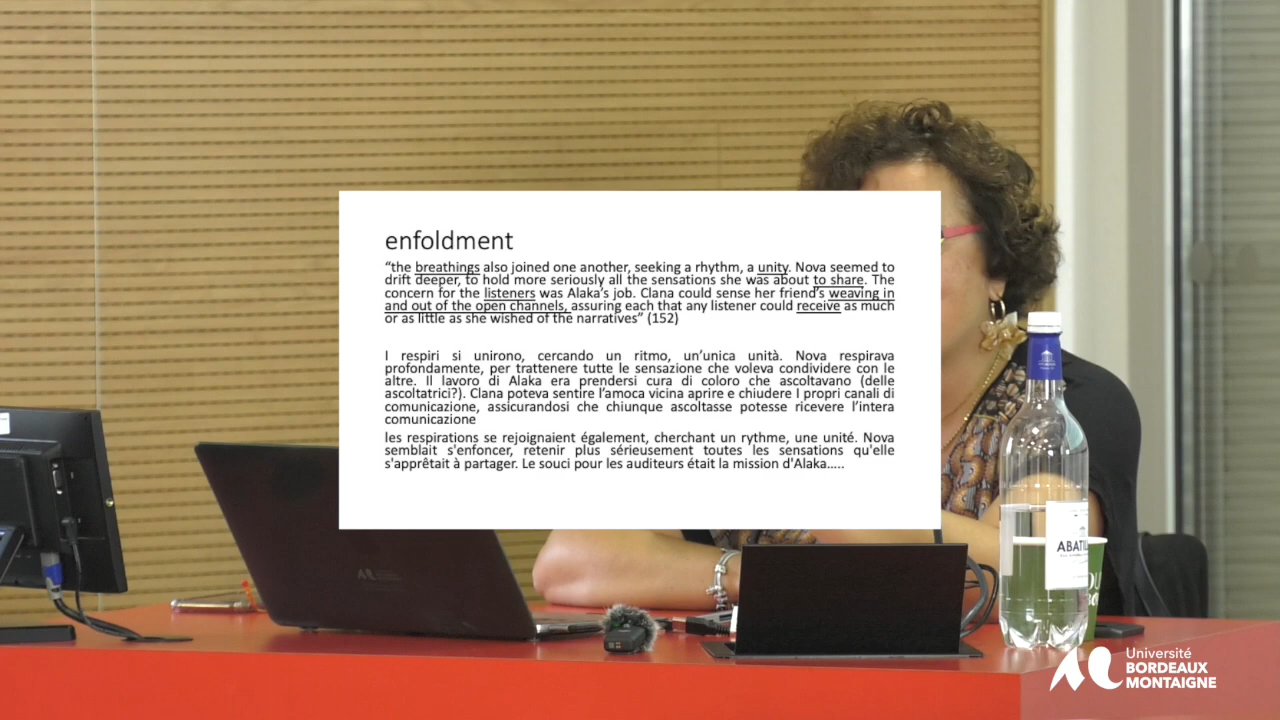 enfoldment
“the breathings also joined one another, seeking a rhythm, a unity. Nova seemed to
drift deeper, to hold more seriously all the sensations she was about to share. The
concern for the listeners was Alaka’s job. Clana could sense her friend’s weaving in
and out of the open channels, assuring each that any listener could receive as much
or as little as she wished of the narratives” (152)
I respiri si unirono, cercando un ritmo, un’unica unità. Nova respirava
profondamente, per trattenere tutte le sensazione che voleva condividere con le
altre. Il lavoro di Alaka era prendersi cura di coloro che ascoltavano (delle
ascoltatrici?). Clana poteva sentire l’amoca vicina aprire e chiudere I propri canali di
comunicazione, assicurandosi che chiunque ascoltasse potesse ricevere l’intera
comunicazione
les respirations se rejoignaient également, cherchant un rythme, une unité. Nova
semblait s'enfoncer, retenir plus sérieusement toutes les sensations qu'elle
s'apprêtait à partager. Le souci pour les auditeurs était la mission d'Alaka…..
ABATIL
Université
BORDEAUX
MONTAIGNE